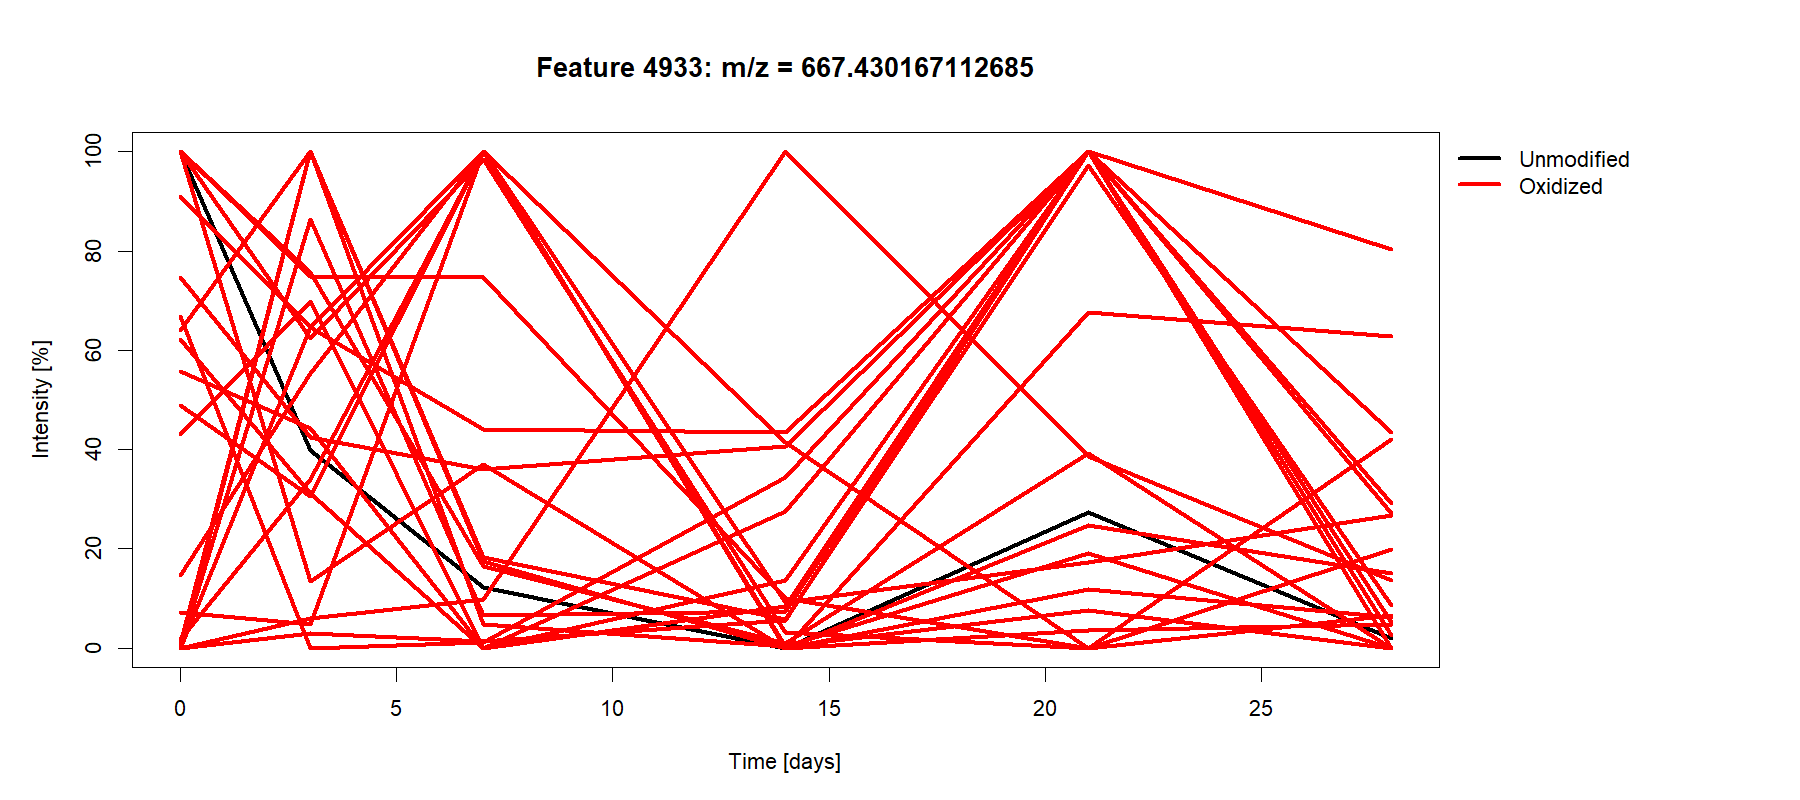 Feature 4933: m/z = 667.430167112685
Unmodified
Oxidized
Intensity [%]
100
80
60
40
20
0
0 5 10 15 20 25
Time [days]